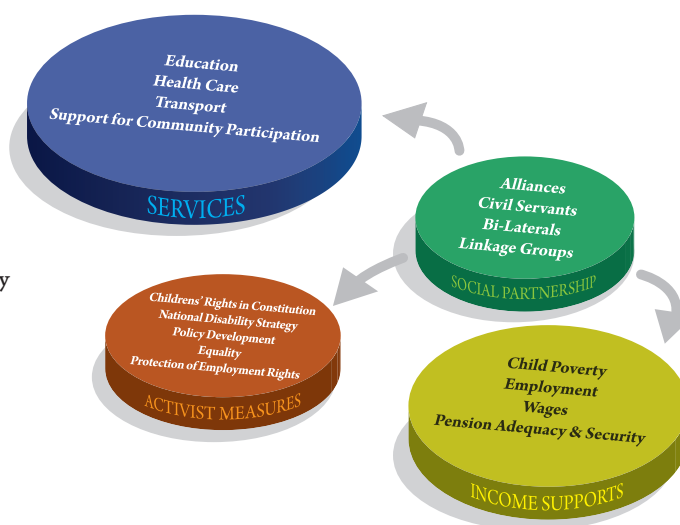 Education
Health Care
Transport
Support for Community Participation
SERVICES
Alliances
Civil Servants
Bi-Laterals
Linkage Groups
SOCIAL PARTNERSHIP
y
Childrens' Rights in Constitution
National Disability Strategy
Policy Development
Equality
Protection of Employment Rights
ACTIVIST MEASURES
Child Poverty
Employment
Wages
Pension Adequacy & Security
INCOME SUPPORTS